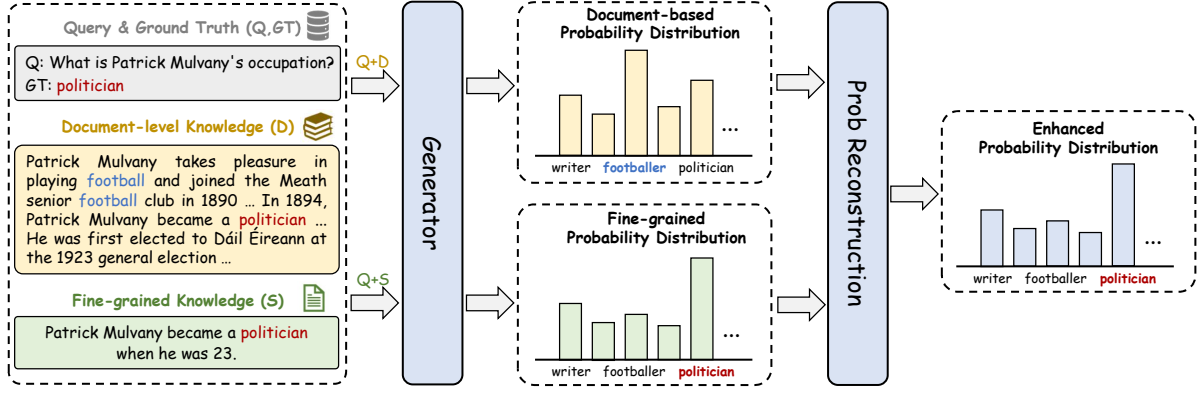 Query & Ground Truth (Q,GT)
Q: What is Patrick Mulvany's occupation?
GT: politician
Document-level Knowledge (D)
Patrick Mulvany takes pleasure in
playing football and joined the Meath
senior football club in 1890 ... In 1894,
Patrick Mulvany became a politician ...
He was first elected to Dáil Éireann at
the 1923 general election ...
Fine-grained Knowledge (S)
Patrick Mulvany became a politician
when he was 23.
Q+D
Q+S
Generator
Document-based
Probability Distribution
...
writer footballer politician
Fine-grained
Probability Distribution
...
writer footballer politician
Prob Reconstruction
Enhanced
Probability Distribution
...
writer footballer politician